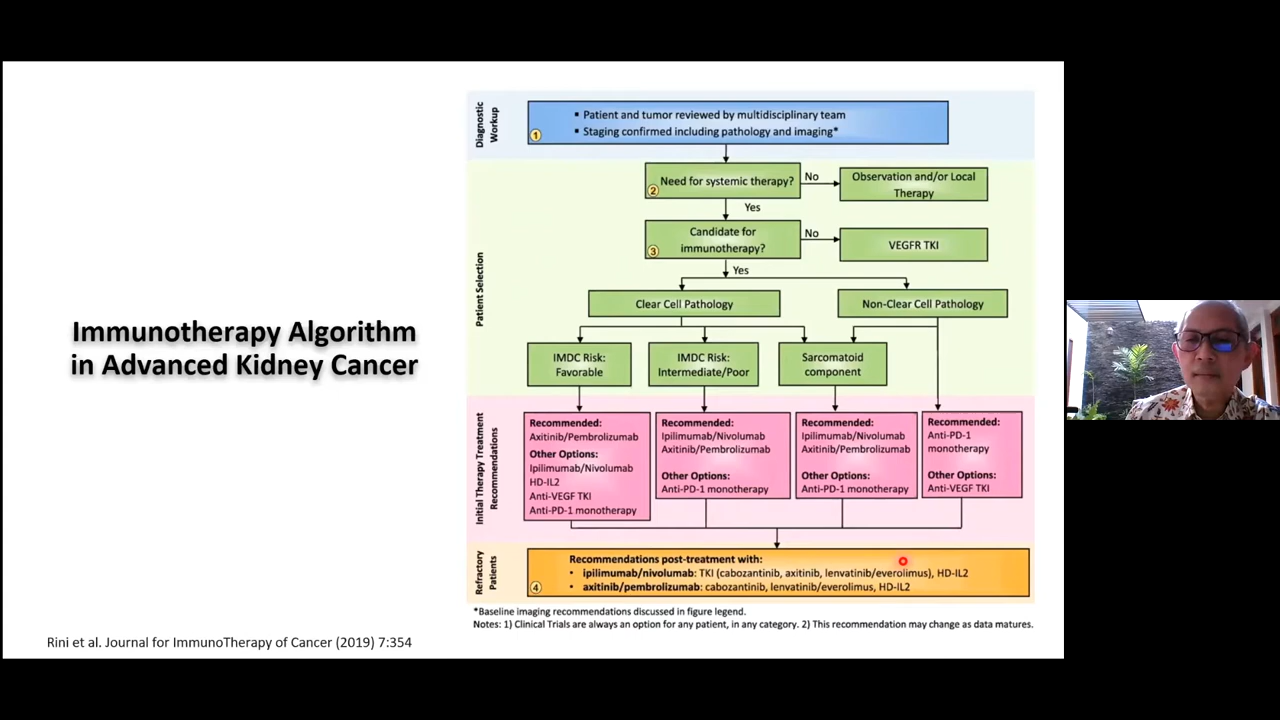 Immunotherapy Algorithm
in Advanced Kidney Cancer
Diagnostic
Workup
▪ Patient and tumor reviewed by multidisciplinary team
▪ Staging confirmed including pathology and imaging*
1
Patient Selection
Need for systemic therapy?
2
No
Observation and/or Local
Therapy
Yes
Candidate for
immunotherapy?
3
No
VEGFR TKI
Yes
Clear Cell Pathology
Non-Clear Cell Pathology
IMDC Risk:
Favorable
IMDC Risk:
Intermediate/Poor
Sarcomatoid
component
Initial Therapy Treatment
Recommendations
Recommended:
Axitinib/Pembrolizumab
Other Options:
Ipilimumab/Nivolumab
HD-IL2
Anti-VEGF TKI
Anti-PD-1 monotherapy
Recommended:
Ipilimumab/Nivolumab
Axitinib/Pembrolizumab
Other Options:
Anti-PD-1 monotherapy
Recommended:
Ipilimumab/Nivolumab
Axitinib/Pembrolizumab
Other Options:
Anti-PD-1 monotherapy
Recommended:
Anti-PD-1
monotherapy
Other Options:
Anti-VEGF TKI
Refractory
Patients
Recommendations post-treatment with:
• ipilimumab/nivolumab: TKI (cabozantinib, axitinib, lenvatinib/everolimus), HD-IL2
• axitinib/pembrolizumab: cabozantinib, lenvatinib/everolimus, HD-IL2
4
*Baseline imaging recommendations discussed in figure legend.
Notes: 1) Clinical Trials are always an option for any patient, in any category. 2) This recommendation may change as data matures.
Rini et al. Journal for ImmunoTherapy of Cancer (2019) 7:354